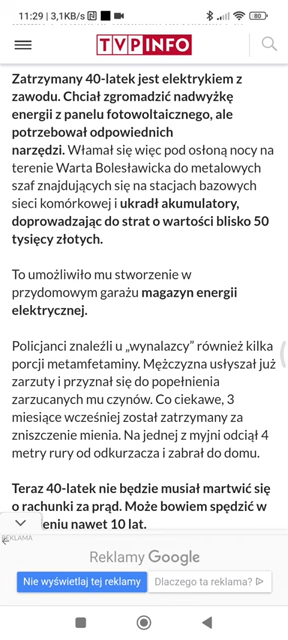 11:29 | 3,1KB/s
80
TVP INFO
Zatrzymany 40-latek jest elektrykiem z
zawodu. Chciał zgromadzić nadwyżkę
energii z panelu fotowoltaicznego, ale
potrzebował odpowiednich
narzędzi. Włamał się więc pod osłoną nocy na
terenie Warta Bolesławicka do metalowych
szaf znajdujących się na stacjach bazowych
sieci komórkowej i ukradł akumulatory,
doprowadzając do strat o wartości blisko 50
tysięcy złotych.
To umożliwiło mu stworzenie w
przydomowym garażu magazyn energii
elektrycznej.
Policjanci znaleźli u „wynalazcy” również kilka
porcji metamfetaminy. Mężczyzna usłyszał już
zarzuty i przyznał się do popełnienia
zarzucanych mu czynów. Co ciekawe, 3
miesiące wcześniej został zatrzymany za
zniszczenie mienia. Na jednej z myjni odciął 4
metry rury od odkurzacza i zabrał do domu.
Teraz 40-latek nie będzie musiał martwić się
o rachunki za prąd. Może bowiem spędzić w
eniu nawet 10 lat.
REKLAMA
Reklamy Google
Nie wyświetlaj tej reklamy
Dlaczego ta reklama?